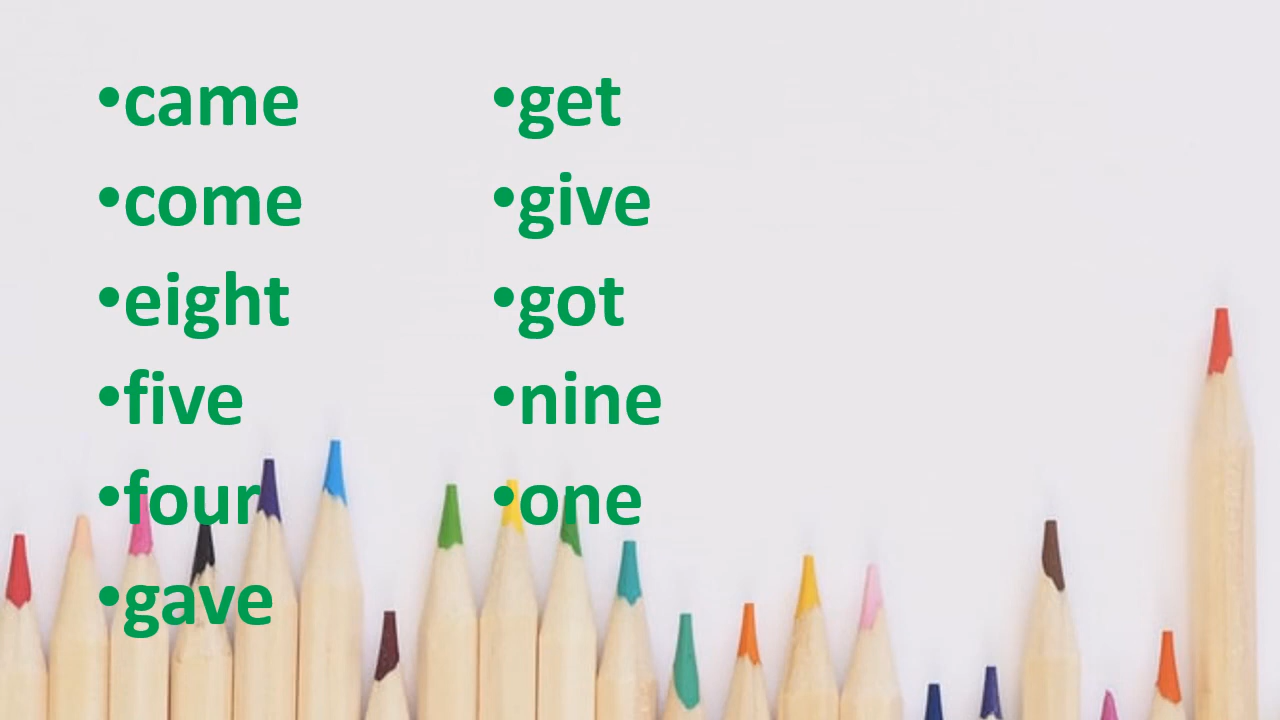 •came
•come
•eight
•five
•four
•gave
•get
•give
•got
•nine
•one